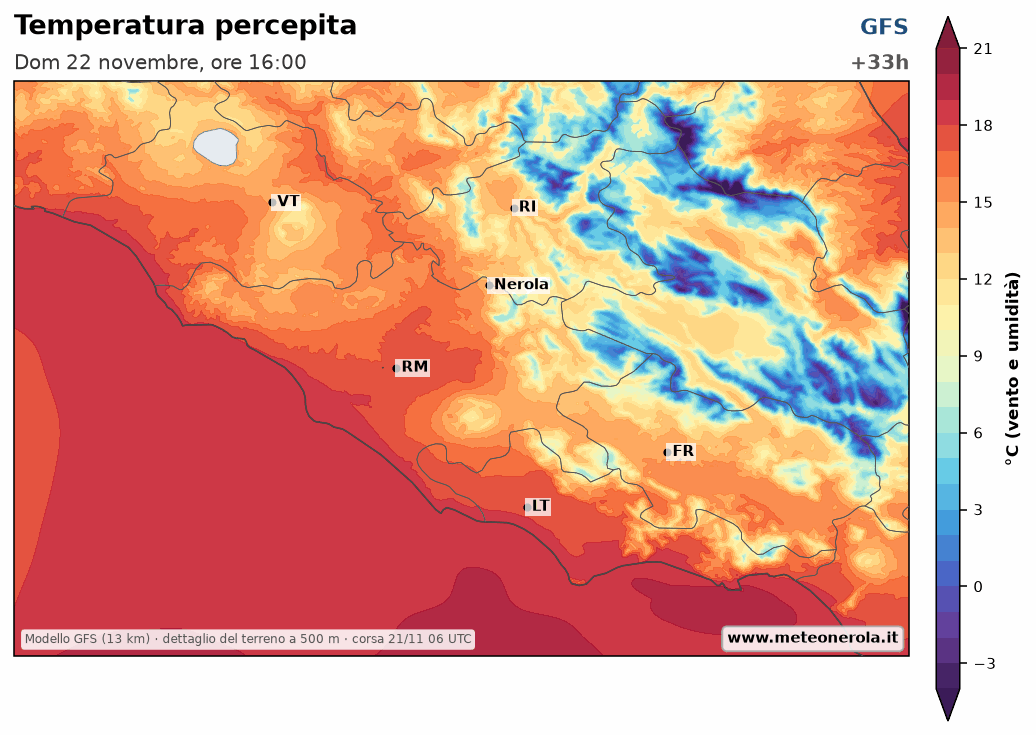 Temperatura percepita
GFS
Dom 22 novembre, ore 16:00
+33h
VT
RI
Nerola
RM
FR
LT
Modello GFS (13 km) · dettaglio del terreno a 500 m · corsa 21/11 06 UTC
www.meteonerola.it
21
18
15
12
9
6
3
0
−3
°C (vento e umidità)